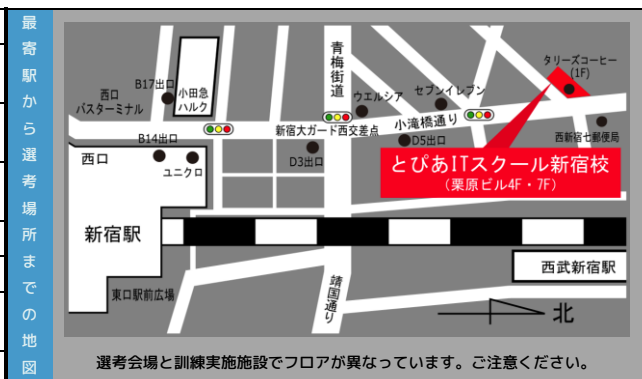 最寄駅から選考場所までの地図
青梅街道
タリーズコーヒー
(1F)
B17出口
小田急
ハルク
西口
バスターミナル
ウエルシア
セブンイレブン
新宿大ガード西交差点
小滝橋通り
西新宿七郵便局
B14出口
西口
ユニクロ
D3出口
D5出口
とぴあITスクール新宿校
(栗原ビル4F・7F)
新宿駅
西武新宿駅
東口駅前広場
靖国通り
北
選考会場と訓練実施施設でフロアが異なっています。ご注意ください。